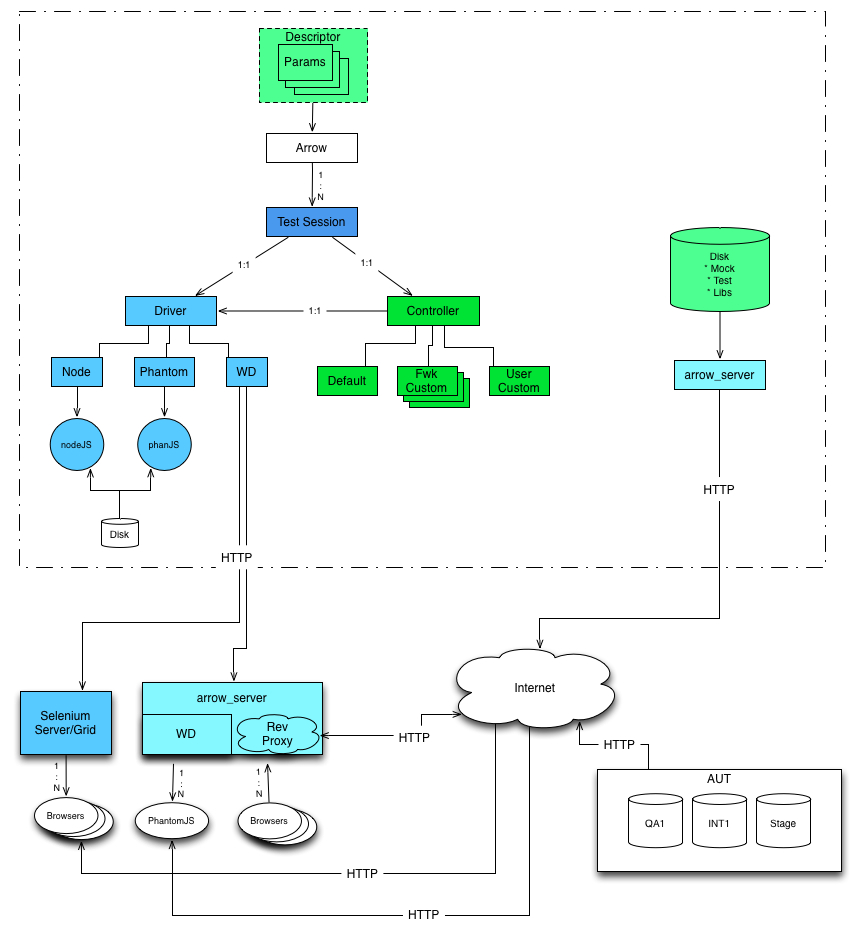 Descriptor
Params
Arrow
1
:
N
Test Session
1:1
1:1
Driver
1:1
Controller
Node
Phantom
WD
Default
Fwk
Custom
User
Custom
nodeJS
phanJS
Disk
Disk
* Mock
* Test
* Libs
arrow_server
HTTP
HTTP
Internet
Selenium
Server/Grid
arrow_server
WD
Rev
Proxy
HTTP
HTTP
AUT
QA1
INT1
Stage
1
:
N
1
:
N
1
:
N
Browsers
PhantomJS
Browsers
HTTP
HTTP